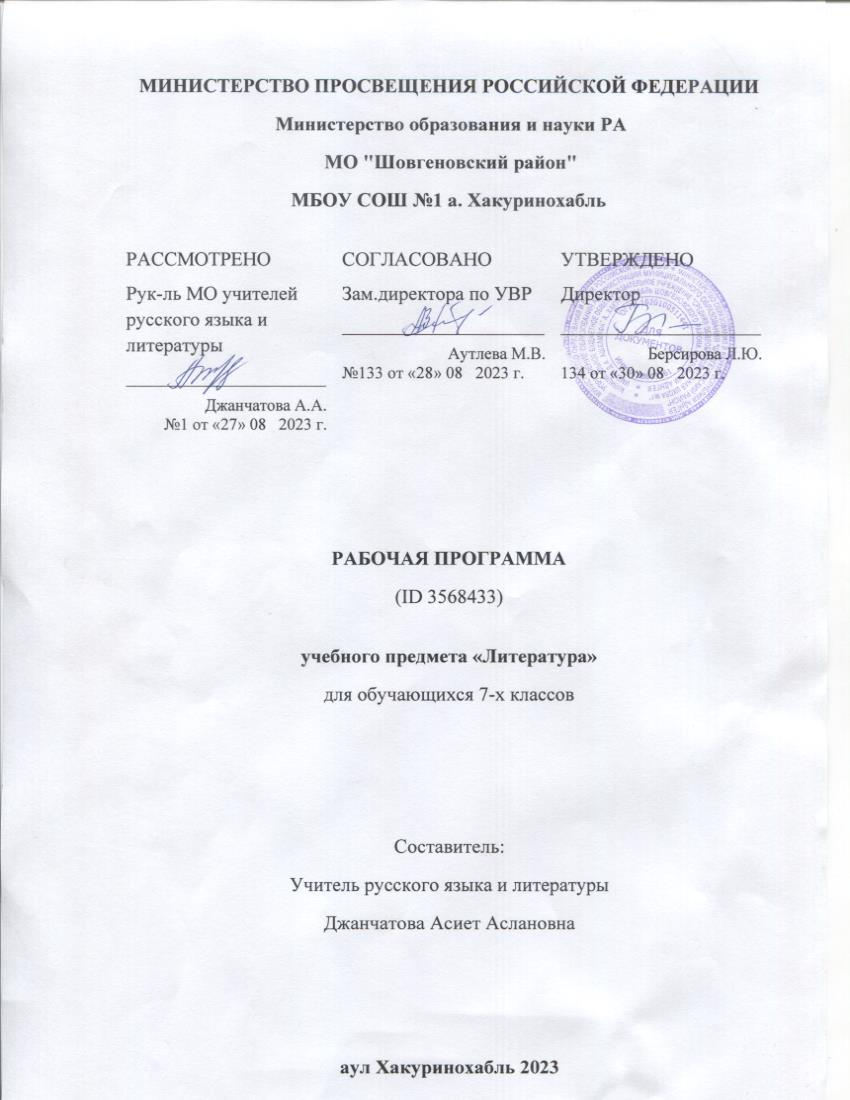 МИНИСТЕРСТВО ПРОСВЕЩЕНИЯ РОССИЙСКОЙ ФЕДЕРАЦИИ
Министерство образования и науки РА
МО "Шовгеновский район"
МБОУ СОШ №1 а. Хакуринохабль
РАССМОТРЕНО
Рук-ль МО учителей
русского языка и
литературы
Джанчатова А.А.
№1 от «27» 08 2023 г.
СОГЛАСОВАНО
Зам.директора по УВР
Аутлева М.В.
№133 от «28» 08 2023 г.
УТВЕРЖДЕНО
Директор
Берсирова Л.Ю.
134 от «30» 08 2023 г.
ДЛЯ
ДОКУМЕНТОВ
РАБОЧАЯ ПРОГРАММА
(ID 3568433)
учебного предмета «Литература»
для обучающихся 7-х классов
Составитель:
Учитель русского языка и литературы
Джанчатова Асиет Аслановна
аул Хакуринохабль 2023